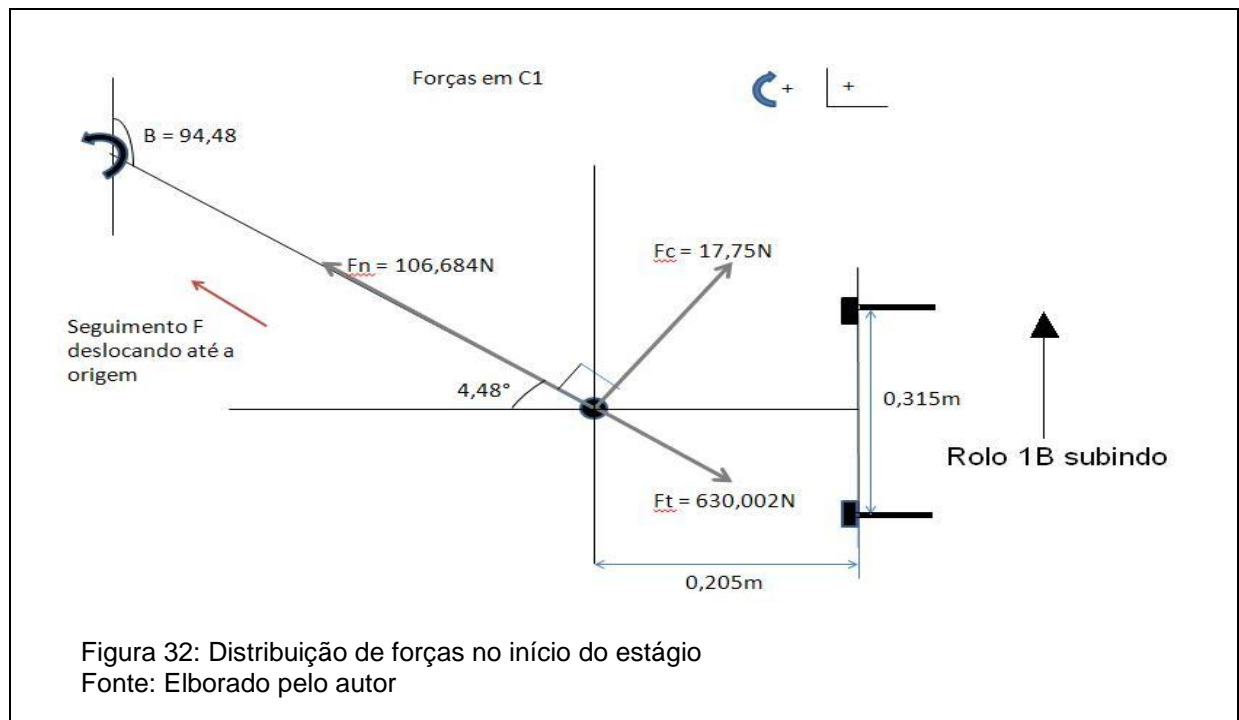 Forças em C1
+
+
B = 94,48
Fn = 106,684N
Fc = 17,75N
Seguimento F
deslocando até a
origem
4,48°
0,315m
Rolo 1B subindo
Ft = 630,002N
0,205m
Figura 32: Distribuição de forças no início do estágio
Fonte: Elborado pelo autor